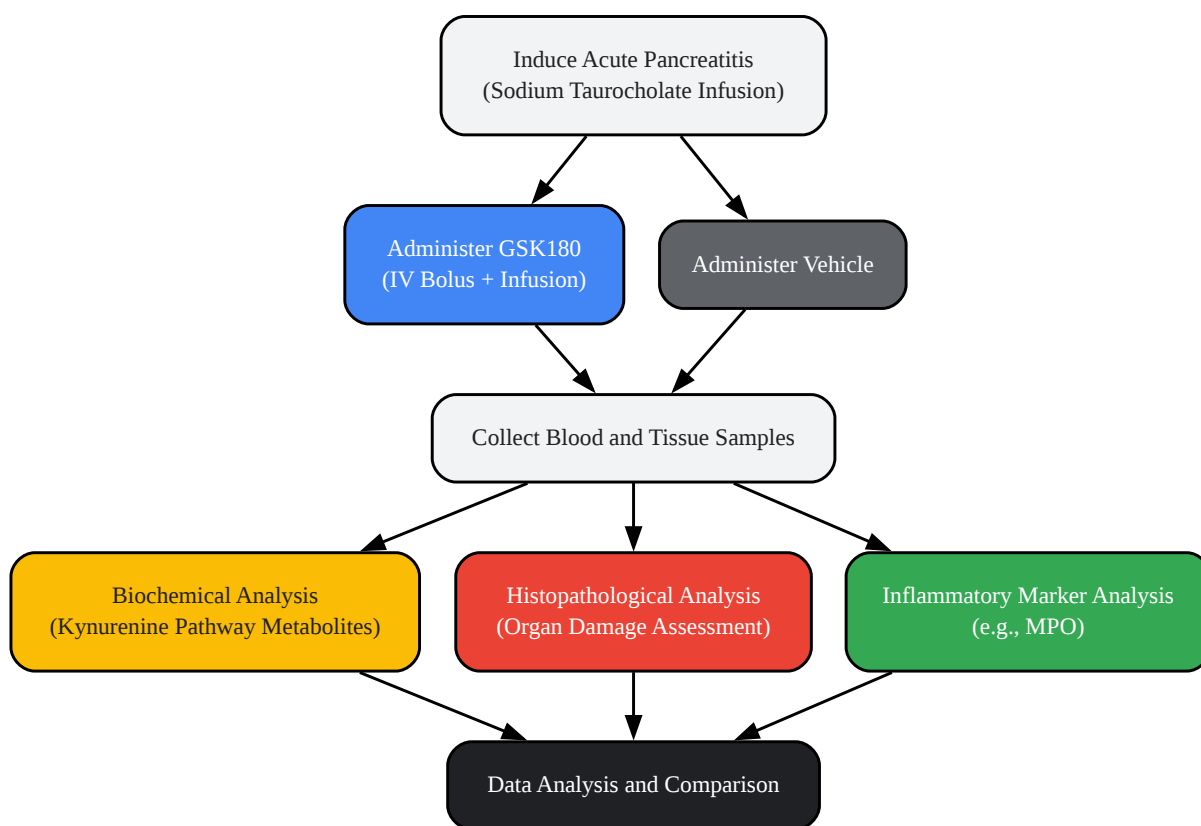 Induce Acute Pancreatitis
(Sodium Taurocholate Infusion)
Administer GSK180
(IV Bolus + Infusion)
Administer Vehicle
Collect Blood and Tissue Samples
Biochemical Analysis
(Kynurenine Pathway Metabolites)
Histopathological Analysis
(Organ Damage Assessment)
Inflammatory Marker Analysis
(e.g., MPO)
Data Analysis and Comparison